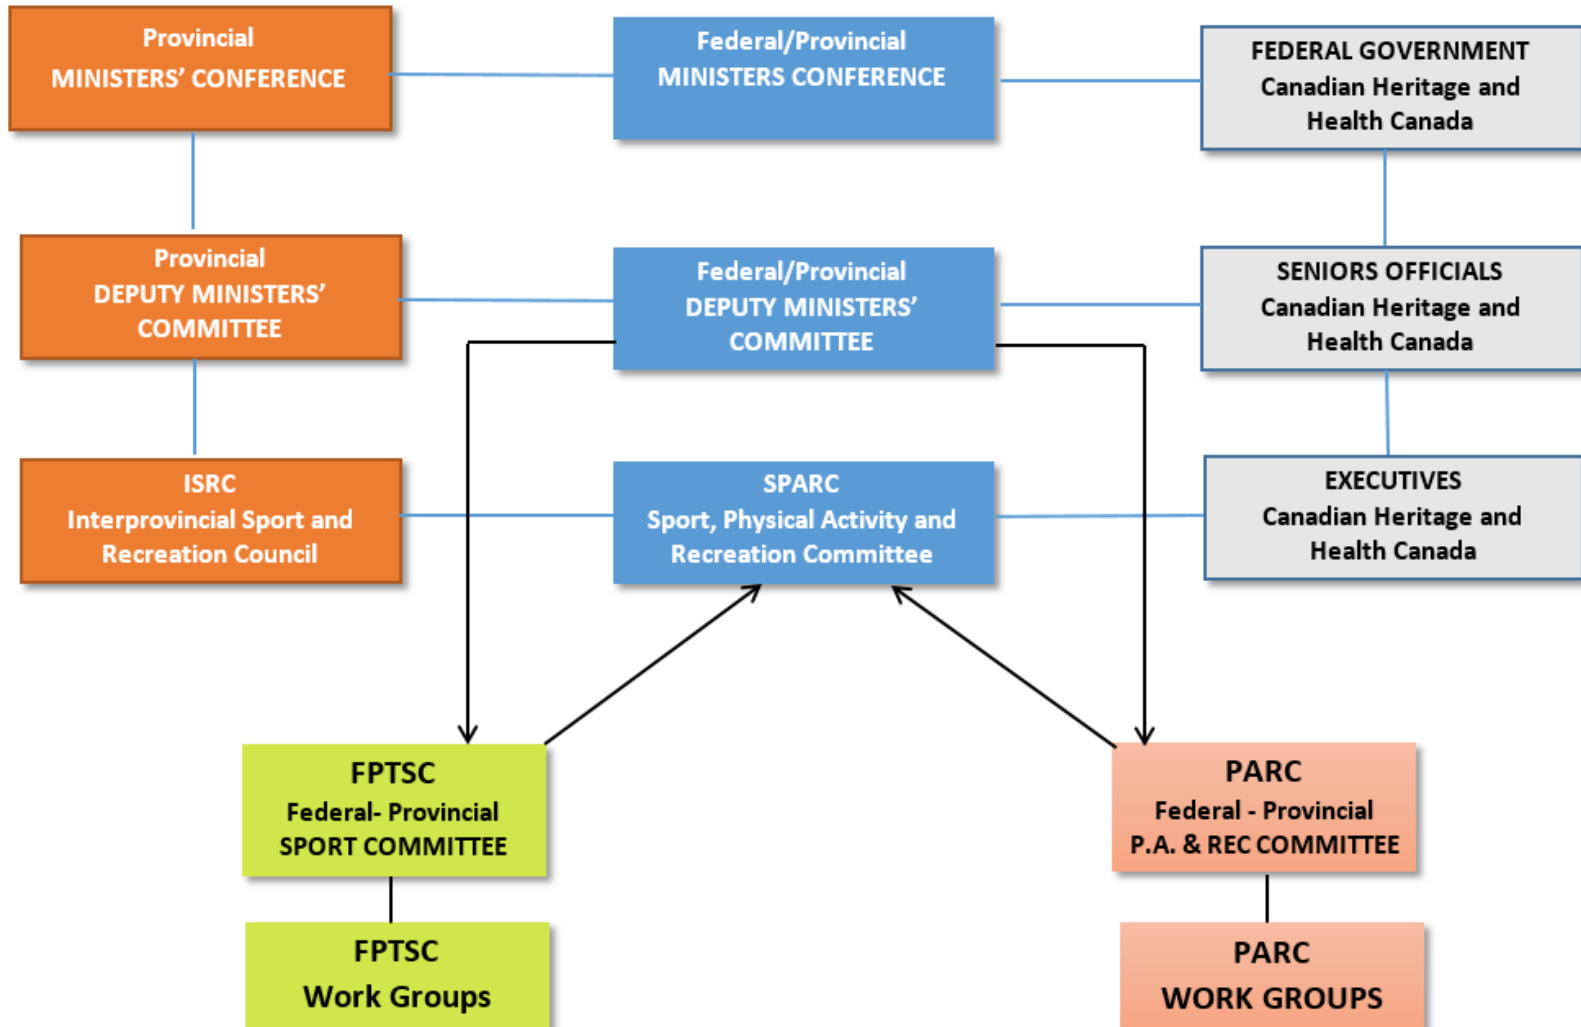 Provincial
MINISTERS’ CONFERENCE
Federal/Provincial
MINISTERS CONFERENCE
FEDERAL GOVERNMENT
Canadian Heritage and
Health Canada
Provincial
DEPUTY MINISTERS’
COMMITTEE
Federal/Provincial
DEPUTY MINISTERS’
COMMITTEE
SENIORS OFFICIALS
Canadian Heritage and
Health Canada
ISRC
Interprovincial Sport and
Recreation Council
SPARC
Sport, Physical Activity and
Recreation Committee
EXECUTIVES
Canadian Heritage and
Health Canada
FPTSC
Federal- Provincial
SPORT COMMITTEE
PARC
Federal - Provincial
P.A. & REC COMMITTEE
FPTSC
Work Groups
PARC
WORK GROUPS